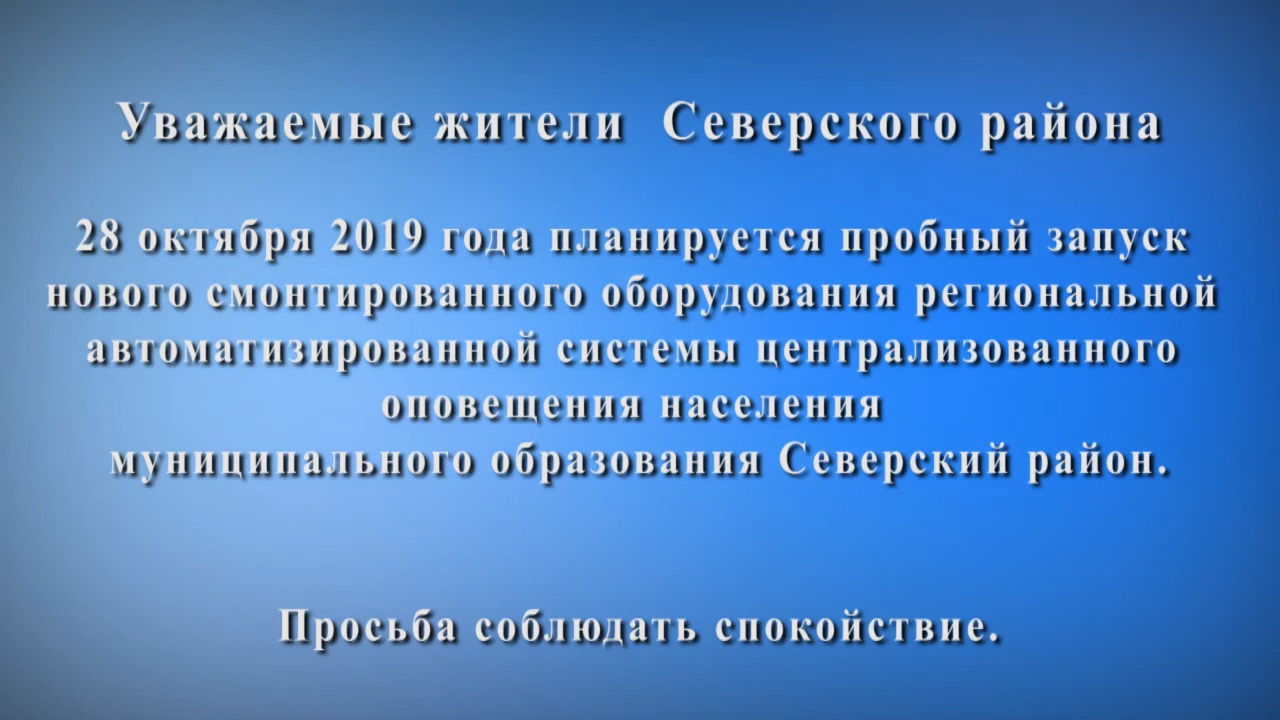 Уважаемые жители Северского района
28 октября 2019 года планируется пробный запуск
нового смонтированного оборудования региональной
автоматизированной системы централизованного
оповещения населения
муниципального образования Северский район.
Просьба соблюдать спокойствие.